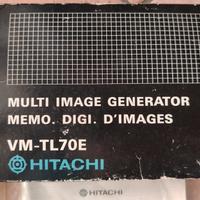 MULTI IMAGE GENERATOR
MEMO. DIGI. D'IMAGES
VM-TL70E
HITACHI
HITACHI